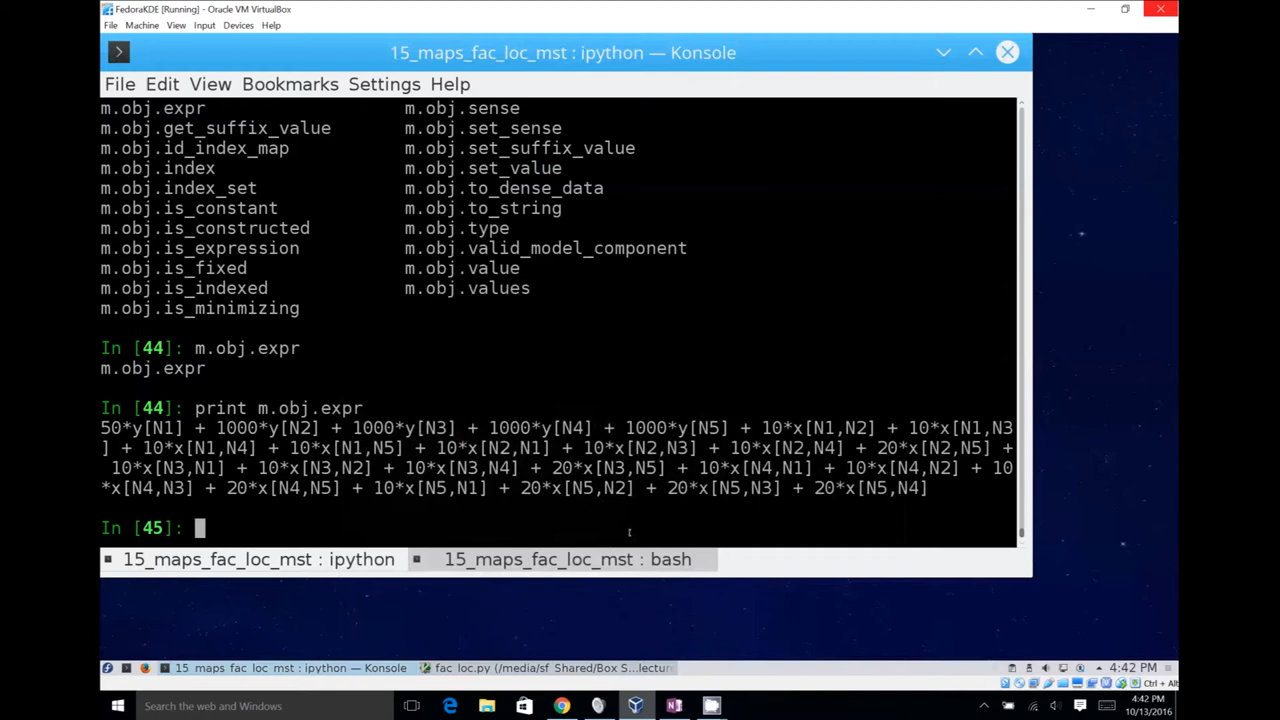 FedoraKDE [Running] - Oracle VM VirtualBox
File Machine View Input Devices Help
15_maps_fac_loc_mst : ipython — Konsole
File Edit View Bookmarks Settings Help
m.obj.expr m.obj.sense
m.obj.get_suffix_value m.obj.set_sense
m.obj.id_index_map m.obj.set_suffix_value
m.obj.index m.obj.set_value
m.obj.index_set m.obj.to_dense_data
m.obj.is_constant m.obj.to_string
m.obj.is_constructed m.obj.type
m.obj.is_expression m.obj.valid_model_component
m.obj.is_fixed m.obj.value
m.obj.is_indexed m.obj.values
m.obj.is_minimizing
In [44]: m.obj.expr
m.obj.expr
In [44]: print m.obj.expr
50*y[N1] + 1000*y[N2] + 1000*y[N3] + 1000*y[N4] + 1000*y[N5] + 10*x[N1,N2] + 10*x[N1,N3
] + 10*x[N1,N4] + 10*x[N1,N5] + 10*x[N2,N1] + 10*x[N2,N3] + 10*x[N2,N4] + 20*x[N2,N5] +
10*x[N3,N1] + 10*x[N3,N2] + 10*x[N3,N4] + 20*x[N3,N5] + 10*x[N4,N1] + 10*x[N4,N2] + 10
*x[N4,N3] + 20*x[N4,N5] + 10*x[N5,N1] + 20*x[N5,N2] + 20*x[N5,N3] + 20*x[N5,N4]
In [45]:
15_maps_fac_loc_mst : ipython 15_maps_fac_loc_mst : bash
15_maps_fac_loc_mst : ipython — Konsole fac_loc.py (/media/sf_Shared/Box S...lectur 4:42 PM
Ctrl + Alt
Search the web and Windows 4:42 PM
10/13/2016